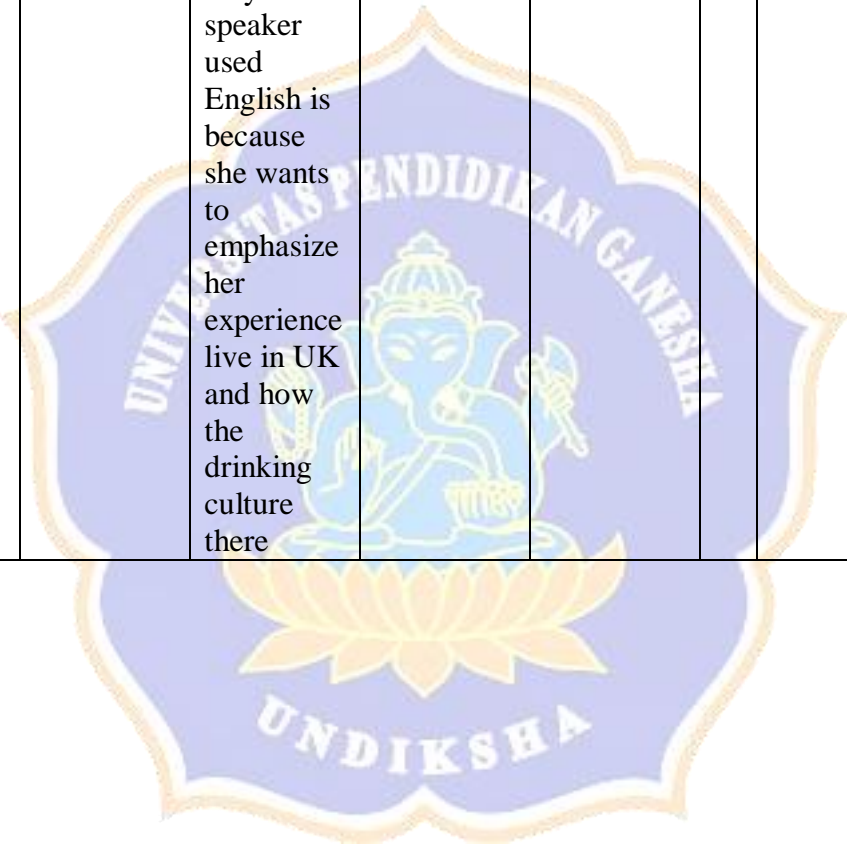 speaker
used
English is
because
she wants
to
emphasize
her
experience
live in UK
and how
the
drinking
culture
there
UNIVERSITAS PENDIDIKAN GANESHA
UNDIKSHA